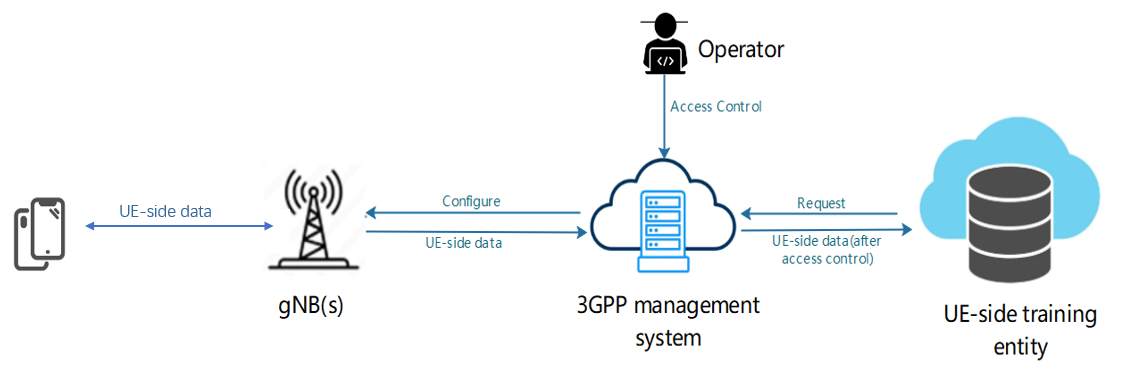 Operator
Access Control
UE-side data
Configure
UE-side data
Request
UE-side data(after
access control)
</>
gNB(s)
3GPP management
system
UE-side training
entity